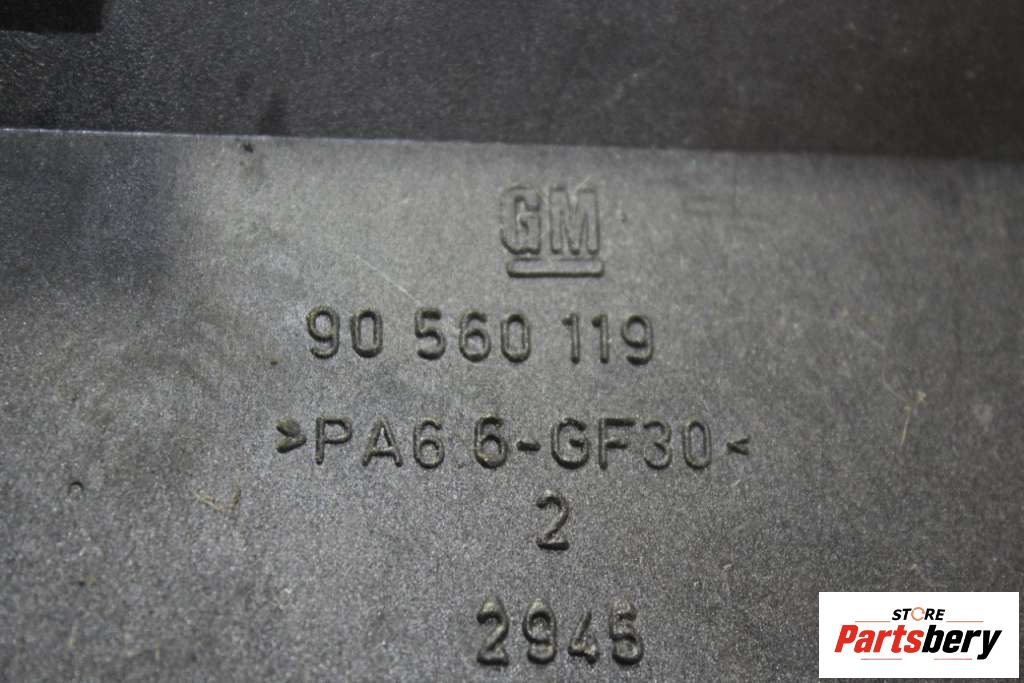 GM
90 560 119
>PA6.6-GF30<
2
2945
STORE
Partsbery